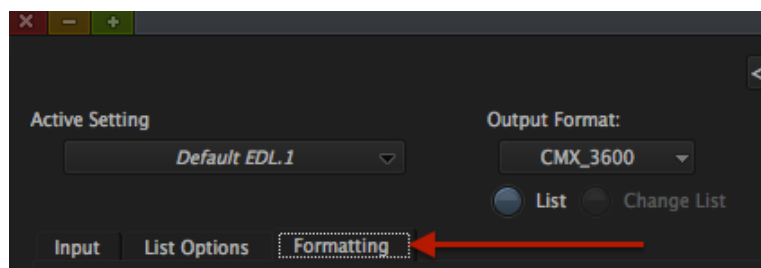 Active Setting
Output Format:
Default EDL.1
CMX_3600
List
Change List
Input
List Options
Formatting